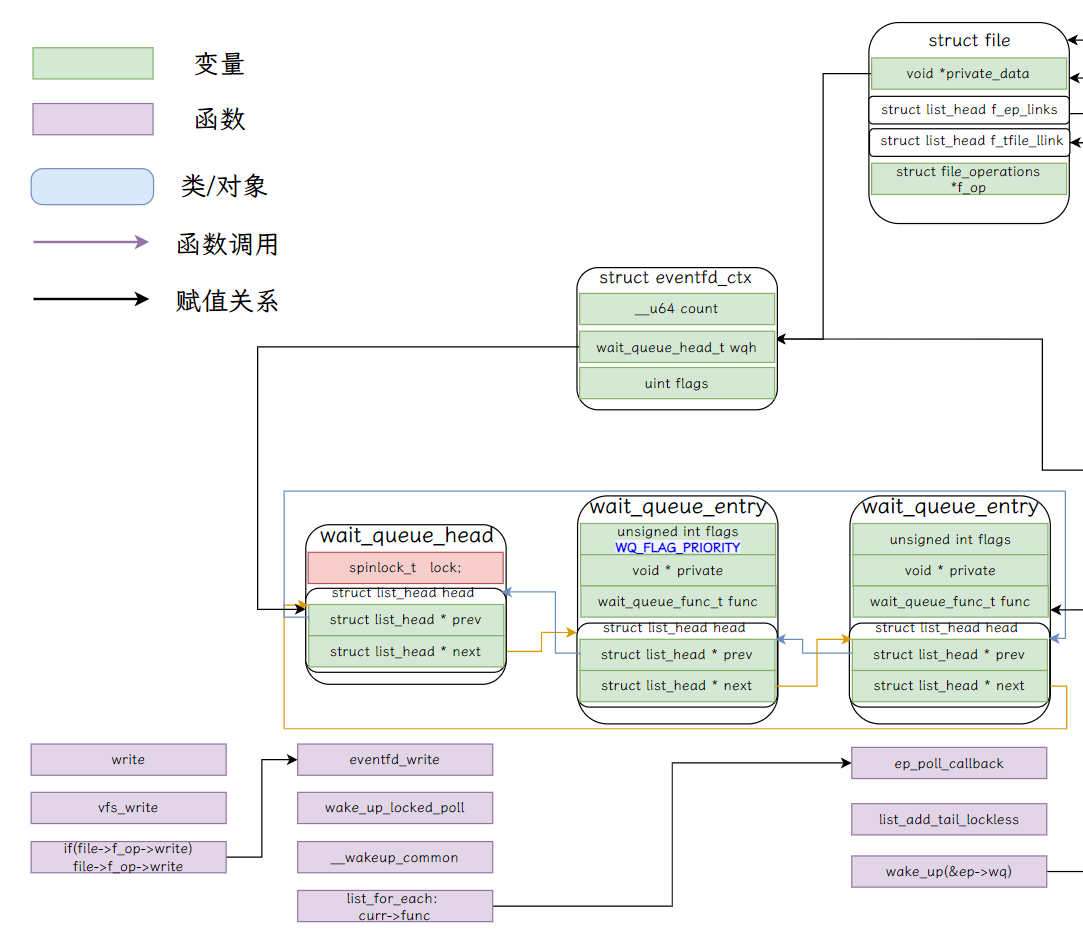 变量
函数
类/对象
函数调用
赋值关系
struct file
void *private_data
struct list_head f_ep_links
struct list_head f_tfile_llink
struct file_operations
*f_op
struct eventfd_ctx
__u64 count
wait_queue_head_t wqh
uint flags
wait_queue_head
spinlock_t lock;
struct list_head head
struct list_head * prev
struct list_head * next
wait_queue_entry
unsigned int flags
WQ_FLAG_PRIORITY
void * private
wait_queue_func_t func
struct list_head head
struct list_head * prev
struct list_head * next
wait_queue_entry
unsigned int flags
void * private
wait_queue_func_t func
struct list_head head
struct list_head * prev
struct list_head * next
write
vfs_write
if(file->f_op->write)
file->f_op->write
eventfd_write
wake_up_locked_poll
__wakeup_common
list_for_each:
curr->func
ep_poll_callback
list_add_tail_lockless
wake_up(&ep->wq)